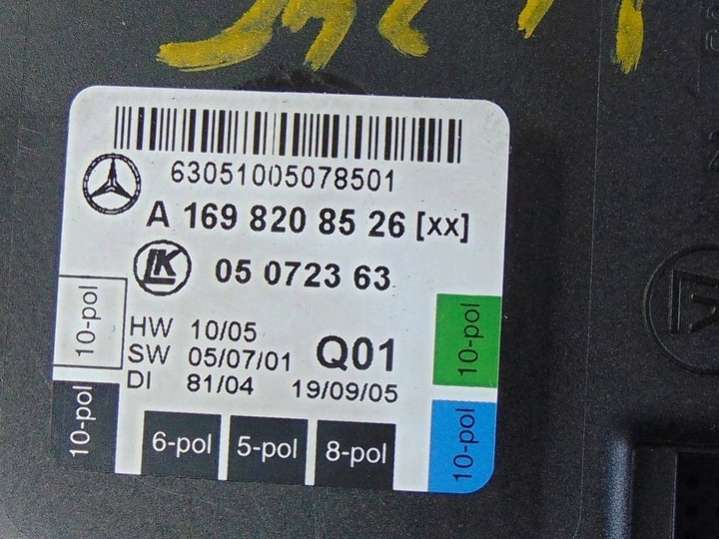 63051005078501
A 169 820 85 26 [xx]
LK
05 0723 63
HW 10/05
SW 05/07/01
DI 81/04 19/09/05
Q01
10-pol
10-pol
6-pol
5-pol
8-pol
10-pol
10-pol